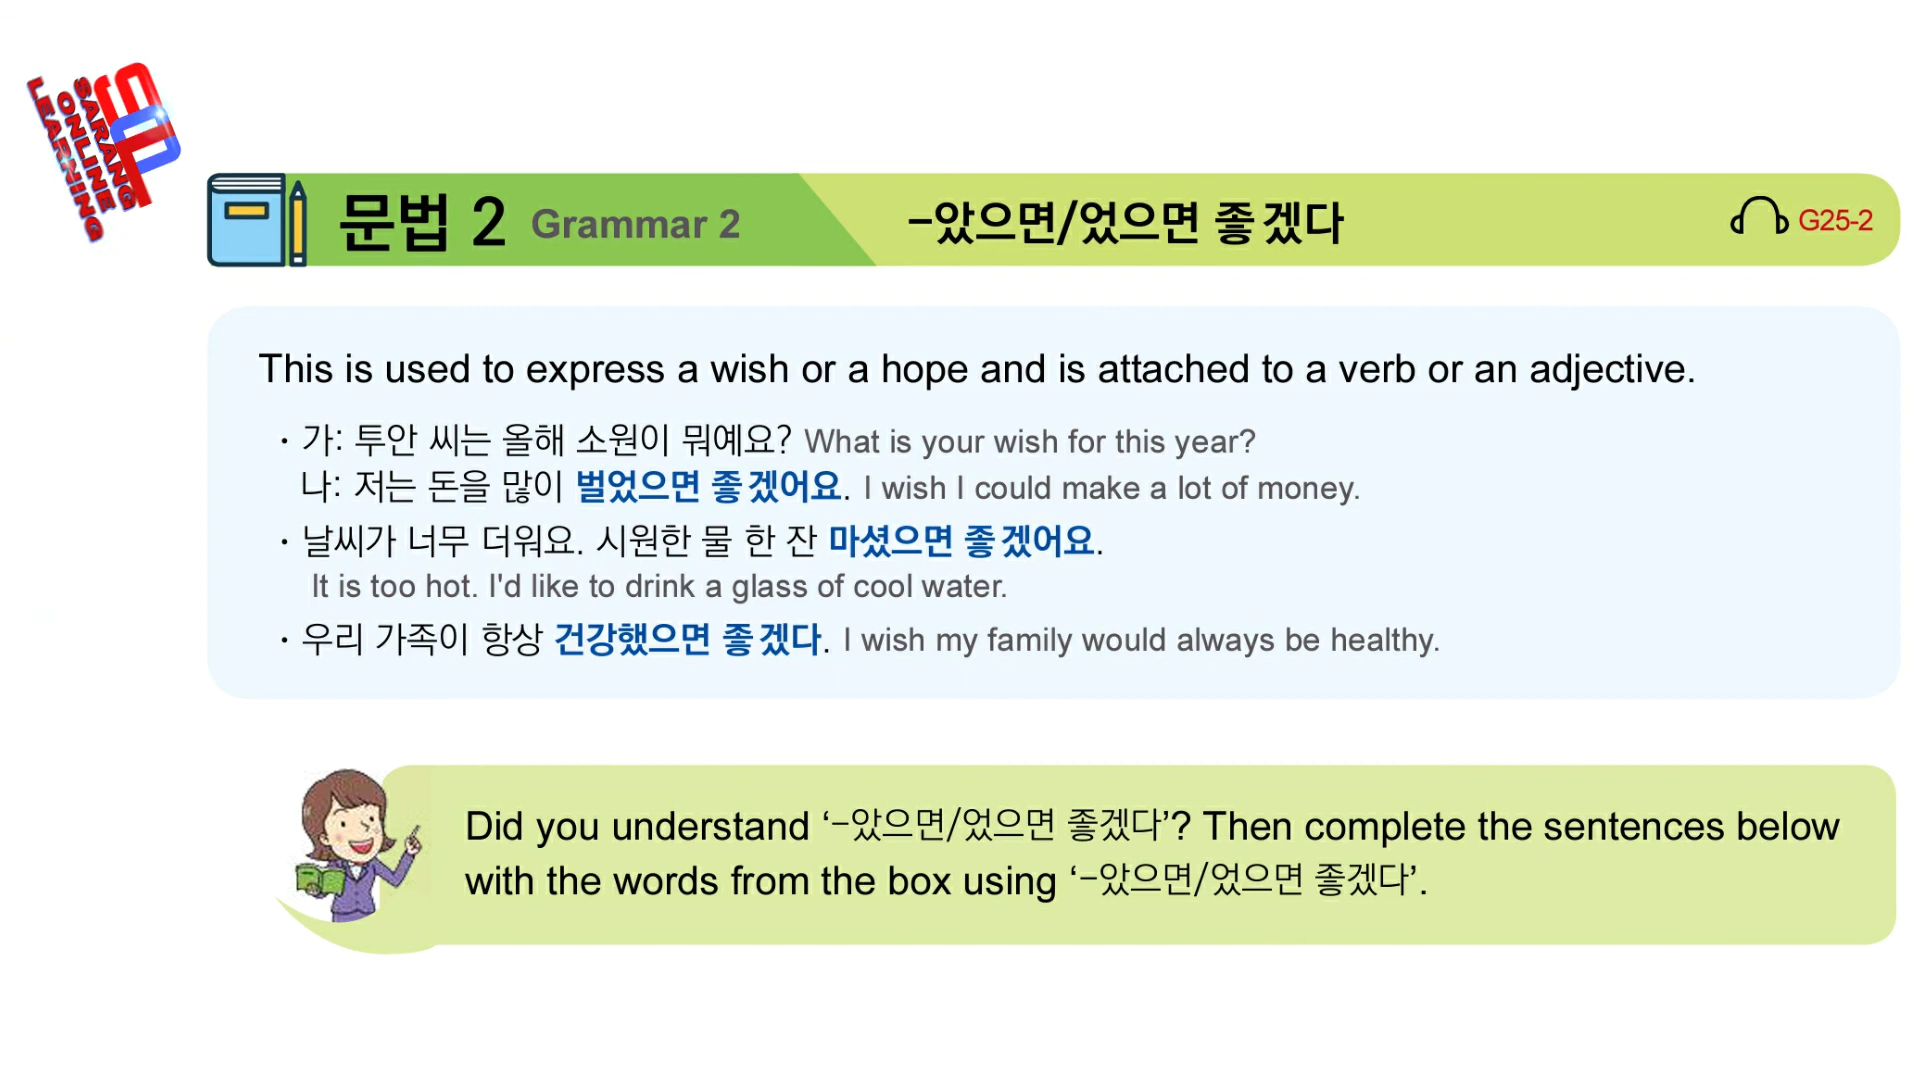 SARANG
ONLINE
LEARNING
문법 2 Grammar 2 -았으면/었으면 좋겠다 G25-2
This is used to express a wish or a hope and is attached to a verb or an adjective.
· 가: 투안 씨는 올해 소원이 뭐예요? What is your wish for this year?
나: 저는 돈을 많이 벌었으면 좋겠어요. I wish I could make a lot of money.
· 날씨가 너무 더워요. 시원한 물 한 잔 마셨으면 좋겠어요.
It is too hot. I'd like to drink a glass of cool water.
· 우리 가족이 항상 건강했으면 좋겠다. I wish my family would always be healthy.
Did you understand ‘-았으면/었으면 좋겠다’? Then complete the sentences below
with the words from the box using ‘-았으면/었으면 좋겠다’.